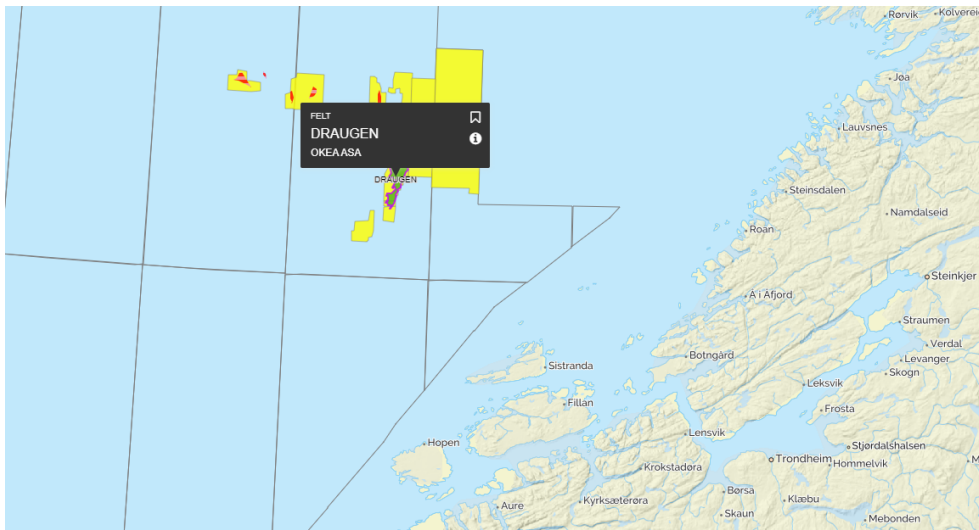 Rørvik
Kolverei
FELT
DRAUGEN
OKEA ASA
DRAUGEN
Jøa
Lauvsnes
Steinsdalen
Namdalseid
Roan
Steinkjer
Å i Åfjord
Straumen
Verdal
Botngård
Levanger
Sistranda
Skogn
Leksvik
Fillan
Frosta
Lensvik
Hopen
Stjørdalshalsen
Trondheim
Hommelvik
M
Krokstadøra
Børsa
Klæbu
Aure
Kyrksæterøra
Skaun
Mebonden